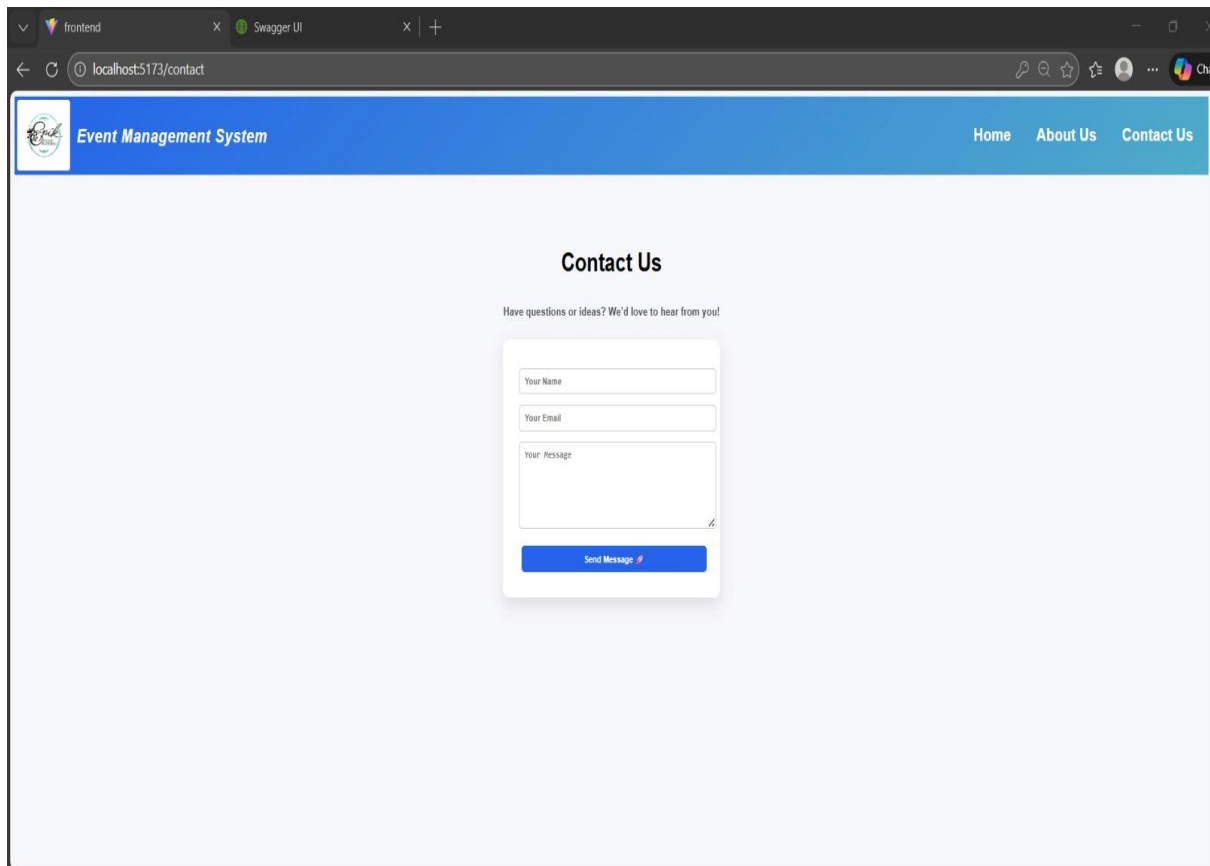 frontend
Swagger UI
localhost:5173/contact
Epik
Event Management System
Home About Us Contact Us
Contact Us
Have questions or ideas? We'd love to hear from you!
Your Name
Your Email
Your Message
Send Message 🚀